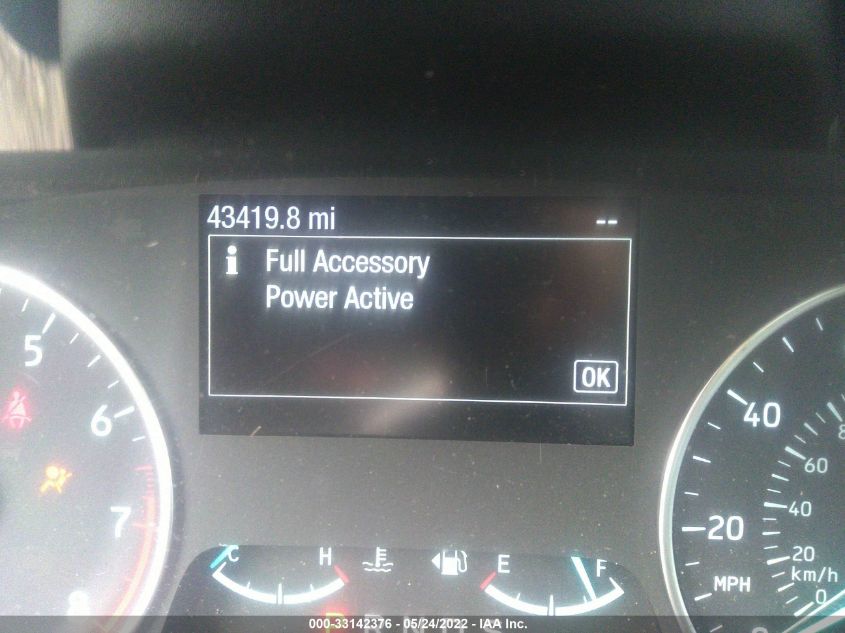 43419.8 mi --
i Full Accessory
Power Active
OK
5
6
7
8
40
20
MPH
60
40
20
km/h
0
C H E F
P R N D S
000-33142376 - 05/24/2022 - IAA Inc.